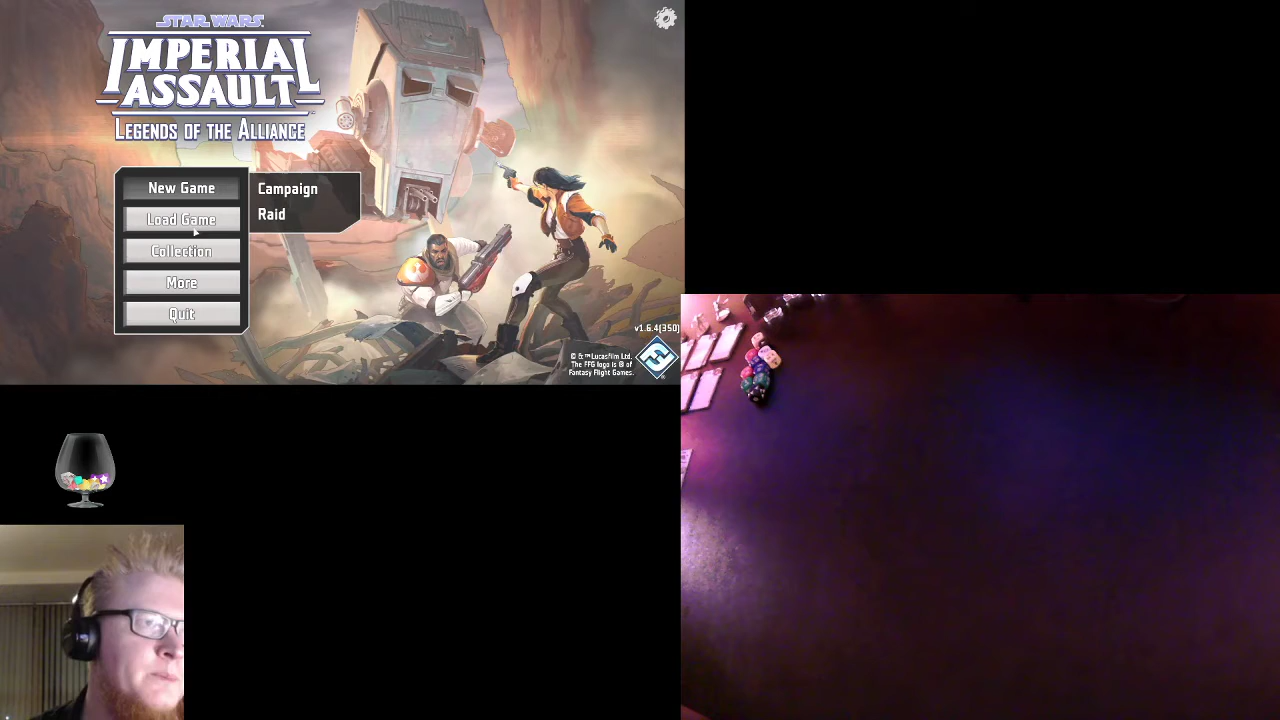 STAR WARS
IMPERIAL
ASSAULT
LEGENDS OF THE ALLIANCE
New Game
Load Game
Collection
More
Quit
Campaign
Raid
v1.6.4(350)
© & ™ Lucasfilm Ltd.
The FFG logo is ® of
Fantasy Flight Games.